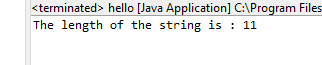 <terminated> hello [Java Application] C:\Program Files
The length of the string is : 11